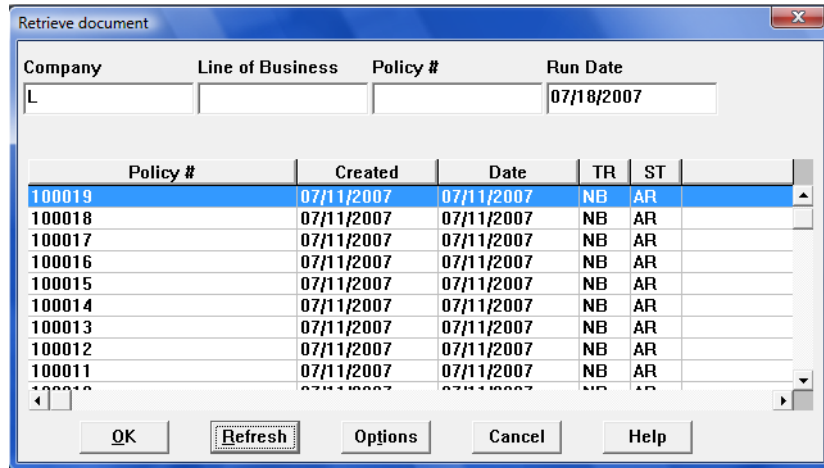 Retrieve document
Company Line of Business Policy # Run Date
L 07/18/2007
Policy # Created Date TR ST
100019 07/11/2007 07/11/2007 NB AR
100018 07/11/2007 07/11/2007 NB AR
100017 07/11/2007 07/11/2007 NB AR
100016 07/11/2007 07/11/2007 NB AR
100015 07/11/2007 07/11/2007 NB AR
100014 07/11/2007 07/11/2007 NB AR
100013 07/11/2007 07/11/2007 NB AR
100012 07/11/2007 07/11/2007 NB AR
100011 07/11/2007 07/11/2007 NB AR
OK Refresh Options Cancel Help